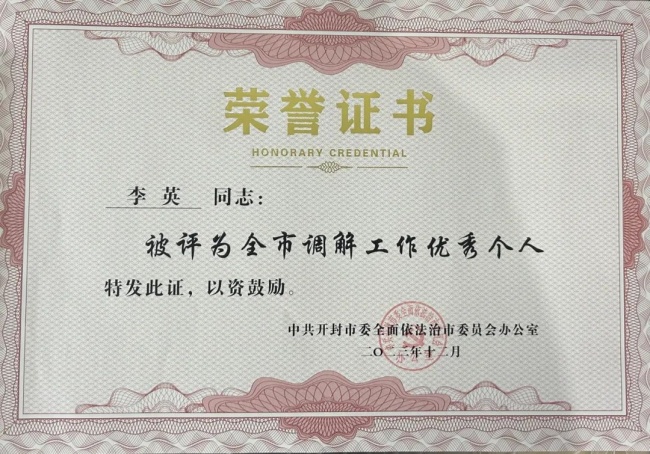 荣誉证书
HONORARY CREDENTIAL
李英 同志：
被评为全市调解工作优秀个人
特发此证，以资鼓励。
中共开封市委全面依法治市委员会办公室
二〇二三年十二月